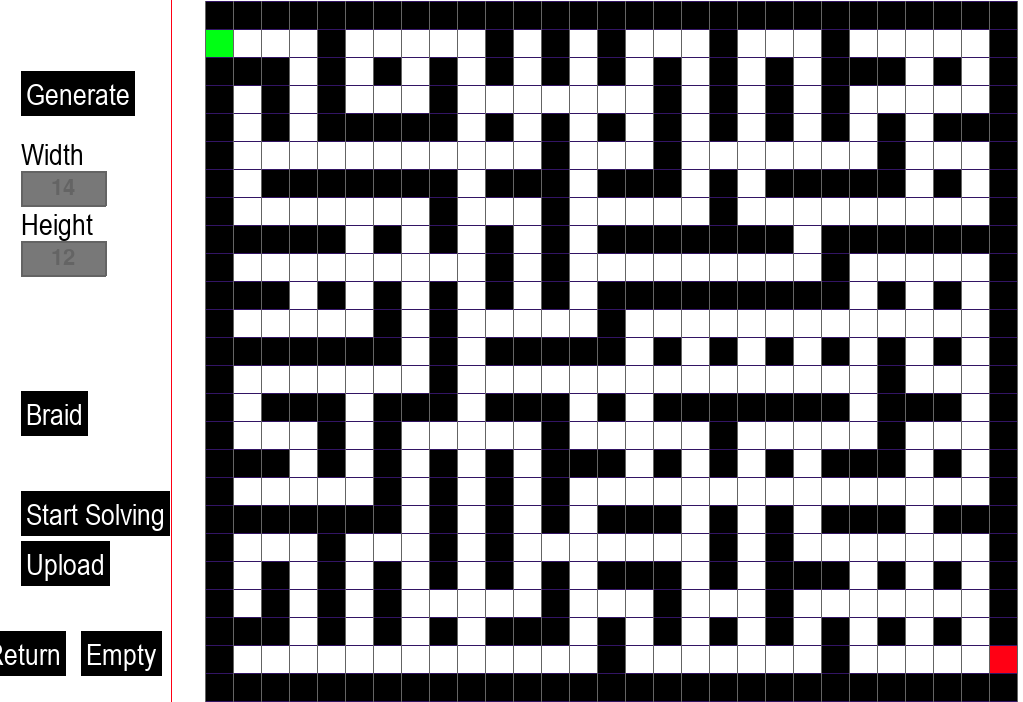 Generate
Width
14
Height
12
Braid
Start Solving
Upload
Return Empty